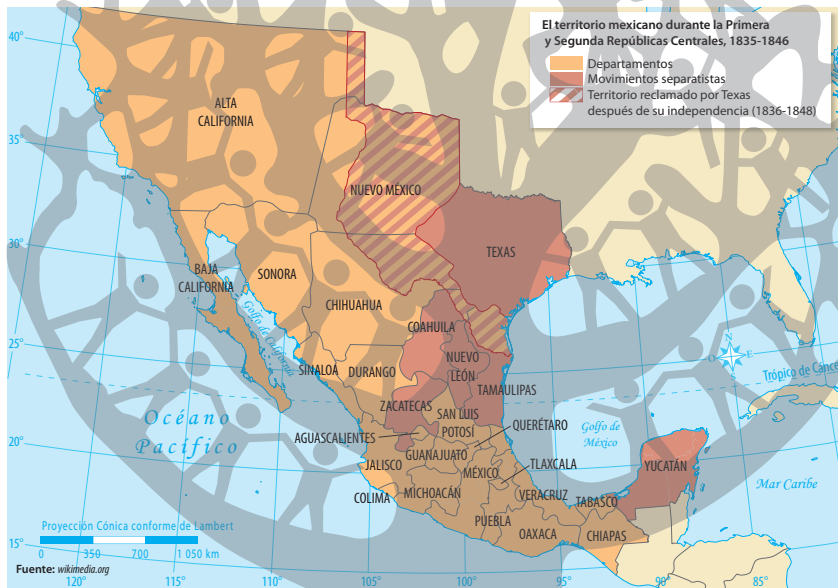 El territorio mexicano durante la Primera
y Segunda Repúblicas Centrales, 1835-1846
Departamentos
Movimientos separatistas
Territorio reclamado por Texas
después de su independencia (1836-1848)
40°
35°
30°
25°
20°
15°
ALTA
CALIFORNIA
NUEVO MÉXICO
TEXAS
BAJA
CALIFORNIA
SONORA
CHIHUAHUA
Golfo de California
COAHUILA
SINALOA
DURANGO
NUEVO
LEÓN
TAMAULIPAS
ZACATECAS
SAN LUIS
POTOSÍ
AGUASCALIENTES
QUERÉTARO
GUANAJUATO
TLAXCALA
JALISCO
MÉXICO
COLIMA
MICHOACÁN
VERACRUZ
TABASCO
YUCATÁN
PUEBLA
OAXACA
CHIAPAS
Océano
Pacífico
Golfo de
México
Mar Caribe
Trópico de Cánce
N
O
E
S
Proyección Cónica conforme de Lambert
0 350 700 1 050 km
Fuente: wikimedia.org
120° 115° 110° 105° 100° 95° 90° 85°